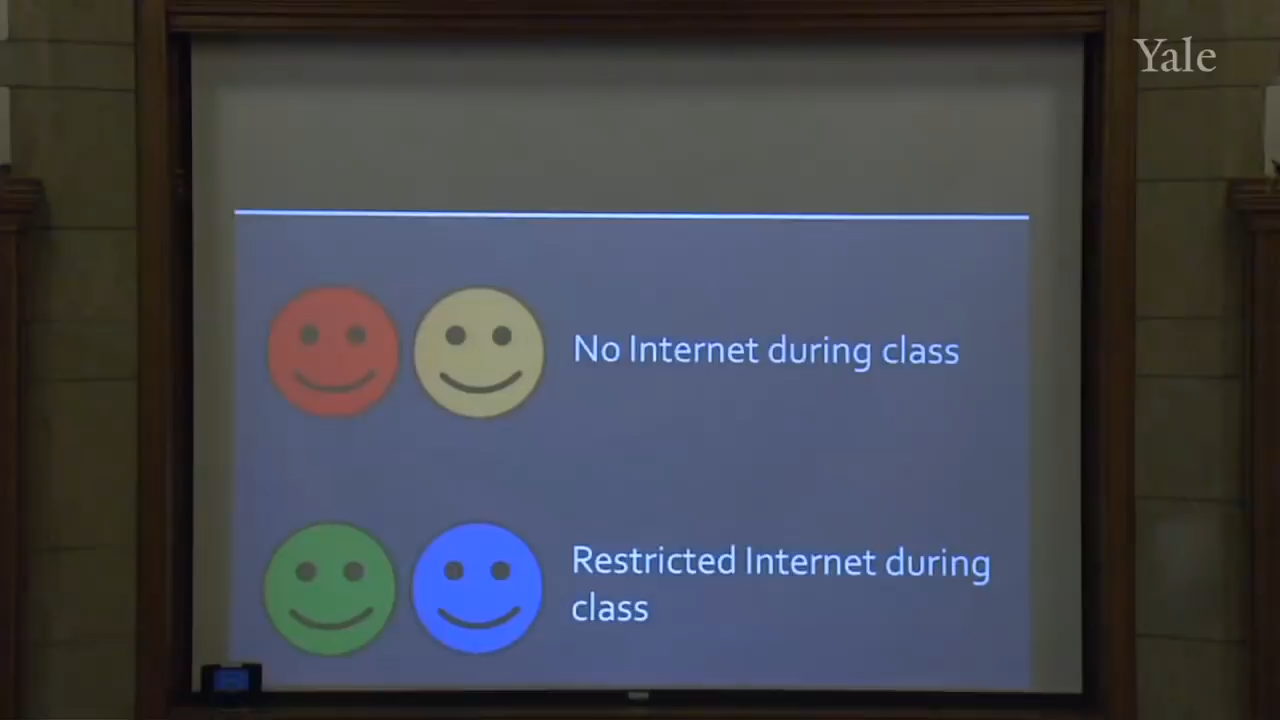 Yale
No Internet during class
Restricted Internet during
class